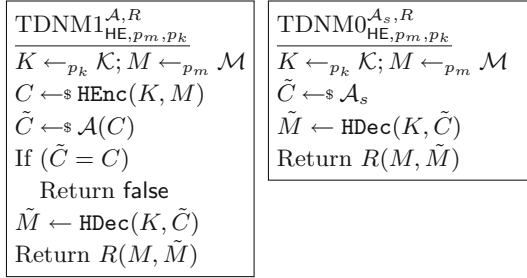 TDNM1^{𝒜,R}_{HE,p_m,p_k}
K ←_{p_k} 𝒦; M ←_{p_m} ℳ
C ←$ HEnc(K, M)
C̃ ←$ 𝒜(C)
If (C̃ = C)
Return false
M̃ ← HDec(K, C̃)
Return R(M, M̃)
TDNM0^{𝒜_s,R}_{HE,p_m,p_k}
K ←_{p_k} 𝒦; M ←_{p_m} ℳ
C̃ ←$ 𝒜_s
M̃ ← HDec(K, C̃)
Return R(M, M̃)